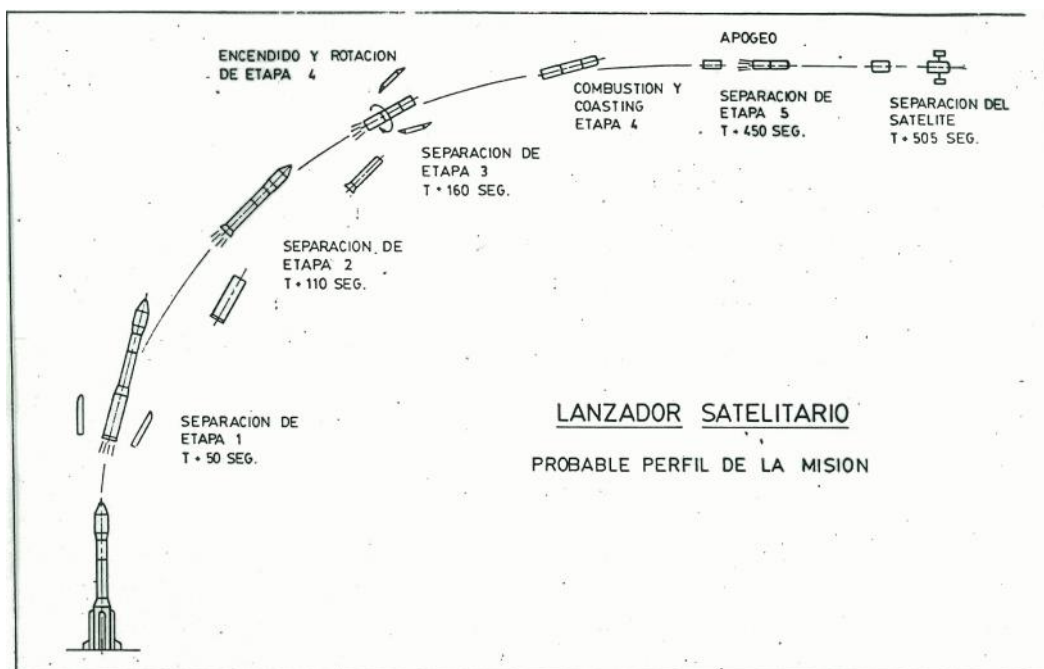 ENCENDIDO Y ROTACION
DE ETAPA 4
APOGEO
COMBUSTION Y
COASTING
ETAPA 4
SEPARACION DE
ETAPA 5
T+450 SEG.
SEPARACION DEL
SATELITE
T+505 SEG.
SEPARACION DE
ETAPA 3
T+160 SEG.
SEPARACION DE
ETAPA 2
T+110 SEG.
SEPARACION DE
ETAPA 1
T+50 SEG.
LANZADOR SATELITARIO
PROBABLE PERFIL DE LA MISION